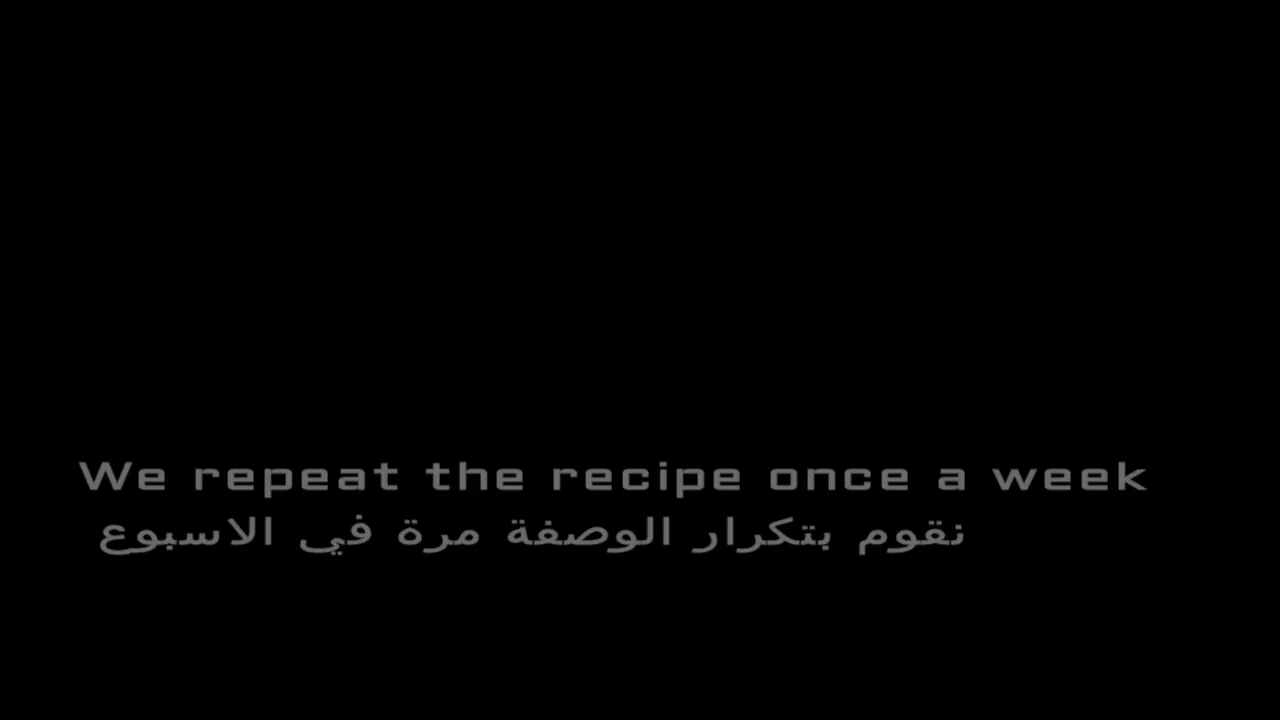 We repeat the recipe once a week
نقوم بتكرار الوصفة مرة في الاسبوع